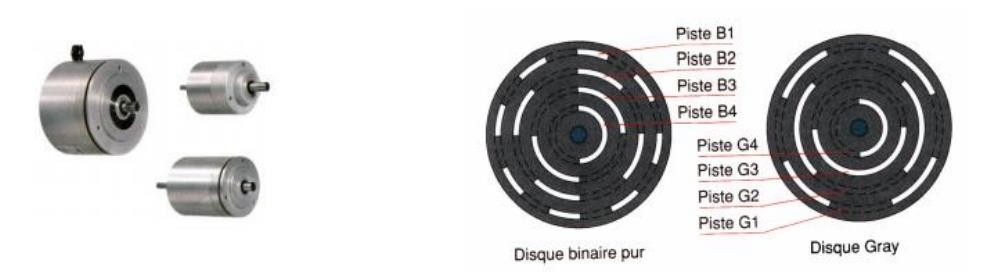 Piste B1
Piste B2
Piste B3
Piste B4
Piste G4
Piste G3
Piste G2
Piste G1
Disque binaire pur
Disque Gray